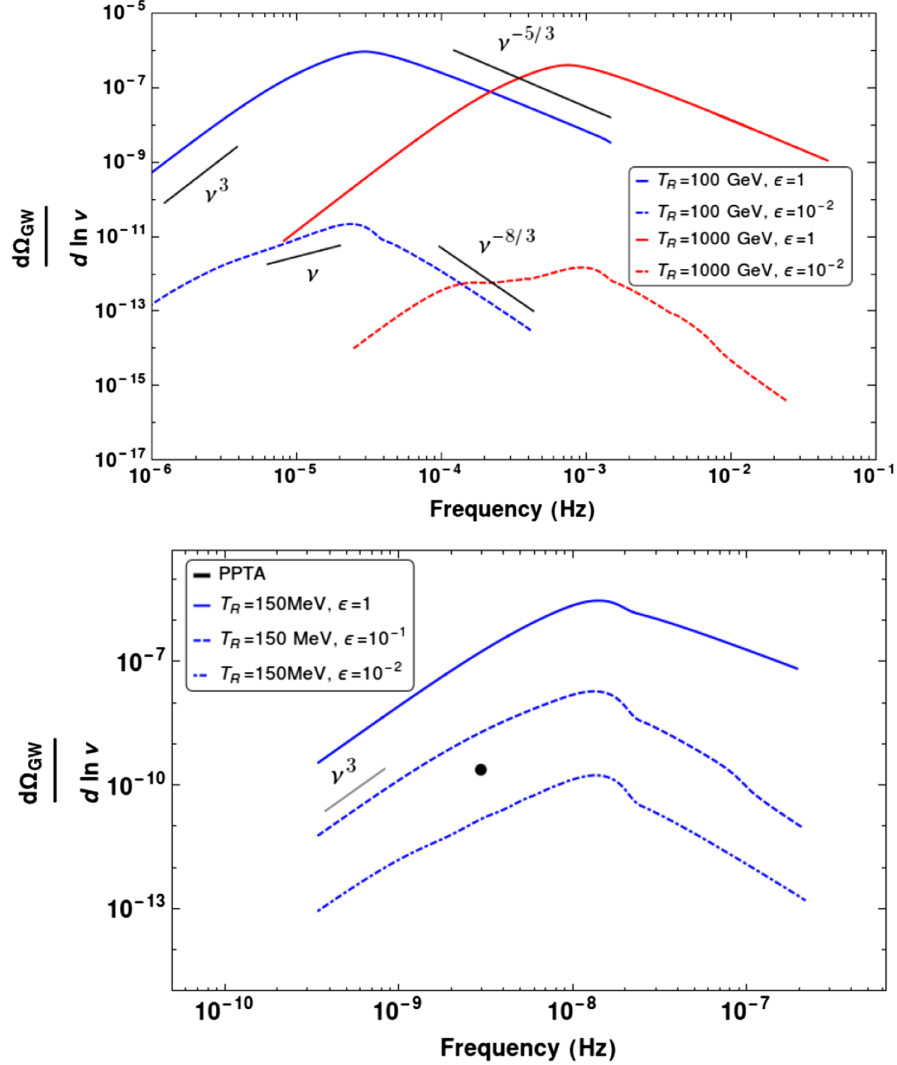 10⁻⁵
10⁻⁷
10⁻⁹
10⁻¹¹
10⁻¹³
10⁻¹⁵
10⁻¹⁷
dΩ_GW
d ln ν
ν^−5/3
ν³
ν
ν^−8/3
T_R=100 GeV, ϵ=1
T_R=100 GeV, ϵ=10⁻²
T_R=1000 GeV, ϵ=1
T_R=1000 GeV, ϵ=10⁻²
10⁻⁶ 10⁻⁵ 10⁻⁴ 10⁻³ 10⁻² 10⁻¹
Frequency (Hz)
PPTA
T_R=150MeV, ϵ=1
T_R=150 MeV, ϵ=10⁻¹
T_R=150MeV, ϵ=10⁻²
10⁻⁷
10⁻¹⁰
10⁻¹³
dΩ_GW
d ln ν
ν³
10⁻¹⁰ 10⁻⁹ 10⁻⁸ 10⁻⁷
Frequency (Hz)